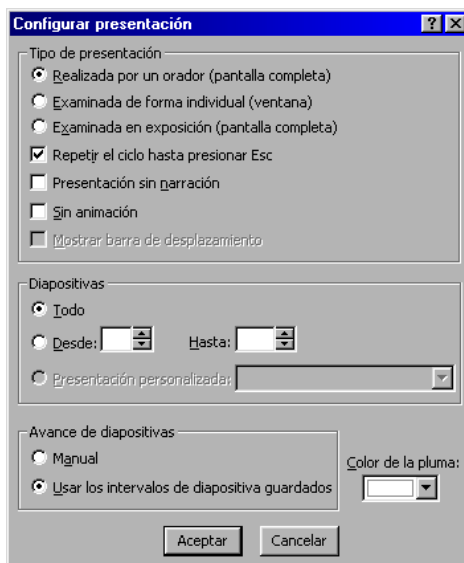 Configurar presentación
Tipo de presentación
Realizada por un orador (pantalla completa)
Examinada de forma individual (ventana)
Examinada en exposición (pantalla completa)
Repetir el ciclo hasta presionar Esc
Presentación sin narración
Sin animación
Mostrar barra de desplazamiento
Diapositivas
Todo
Desde: Hasta:
Presentación personalizada:
Avance de diapositivas
Manual
Color de la pluma:
Usar los intervalos de diapositiva guardados
Aceptar Cancelar